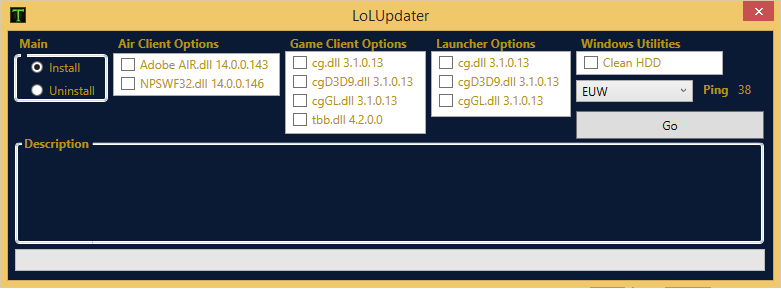 T
LoLUpdater
Main
Install
Uninstall
Air Client Options
Adobe AIR.dll 14.0.0.143
NPSWF32.dll 14.0.0.146
Game Client Options
cg.dll 3.1.0.13
cgD3D9.dll 3.1.0.13
cgGL.dll 3.1.0.13
tbb.dll 4.2.0.0
Launcher Options
cg.dll 3.1.0.13
cgD3D9.dll 3.1.0.13
cgGL.dll 3.1.0.13
Windows Utilities
Clean HDD
EUW
Ping 38
Go
Description